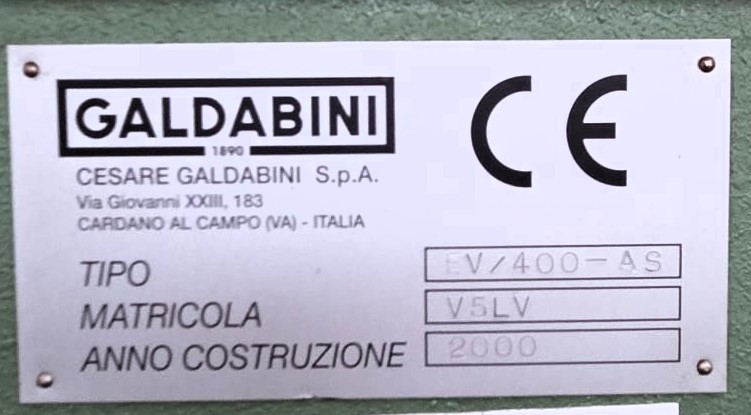 GALDABINI
1890
CESARE GALDABINI S.p.A.
Via Giovanni XXIII, 183
CARDANO AL CAMPO (VA) - ITALIA
CE
TIPO EV/400-AS
MATRICOLA V5LV
ANNO COSTRUZIONE 2000